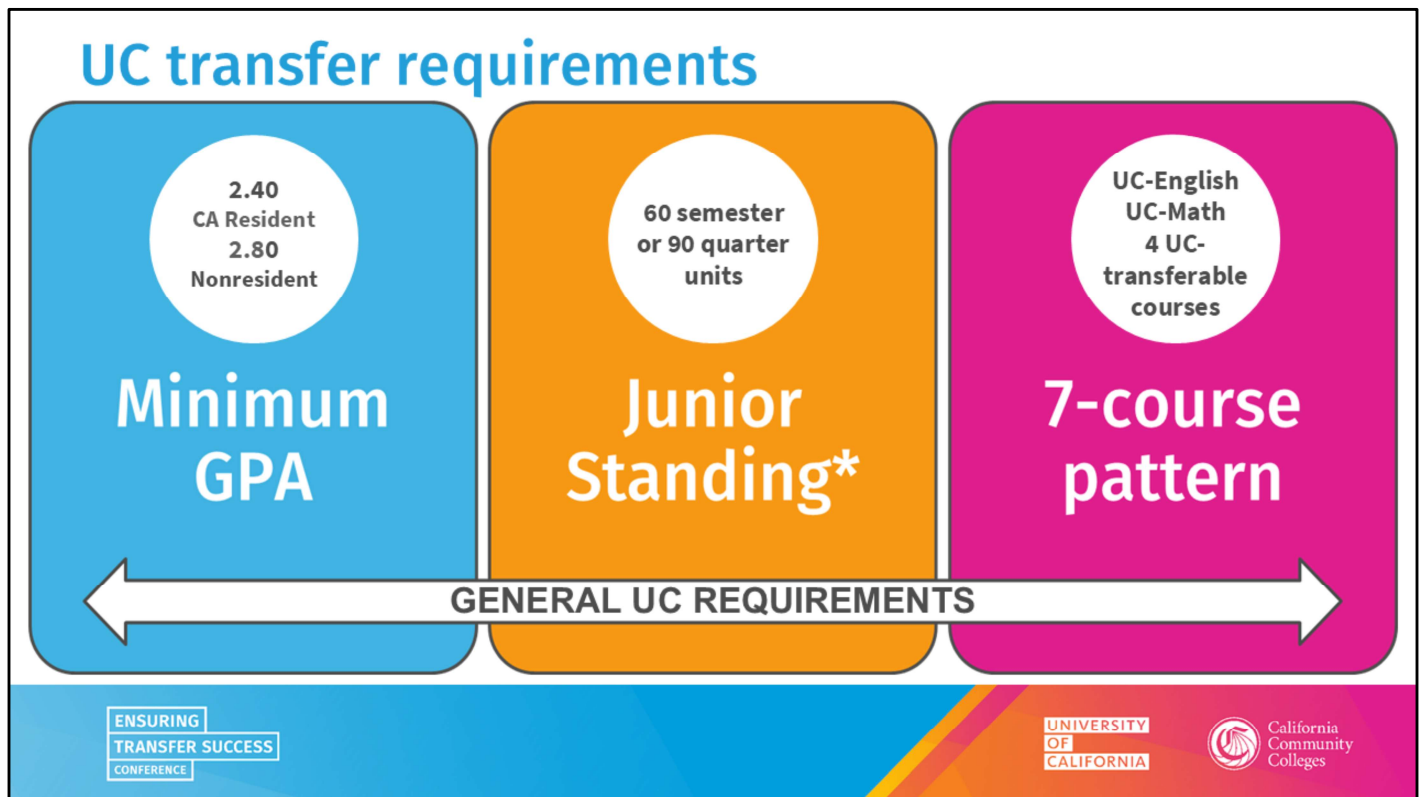 UC transfer requirements
2.40
CA Resident
2.80
Nonresident
Minimum
GPA
60 semester
or 90 quarter
units
Junior
Standing*
UC-English
UC-Math
4 UC-
transferable
courses
7-course
pattern
GENERAL UC REQUIREMENTS
ENSURING
TRANSFER SUCCESS
CONFERENCE
UNIVERSITY
OF
CALIFORNIA
California
Community
Colleges